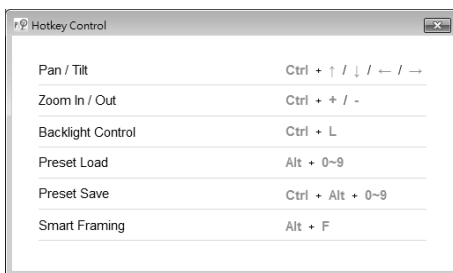 Hotkey Control
Pan / Tilt Ctrl + ↑ / ↓ / ← / →
Zoom In / Out Ctrl + + / -
Backlight Control Ctrl + L
Preset Load Alt + 0~9
Preset Save Ctrl + Alt + 0~9
Smart Framing Alt + F